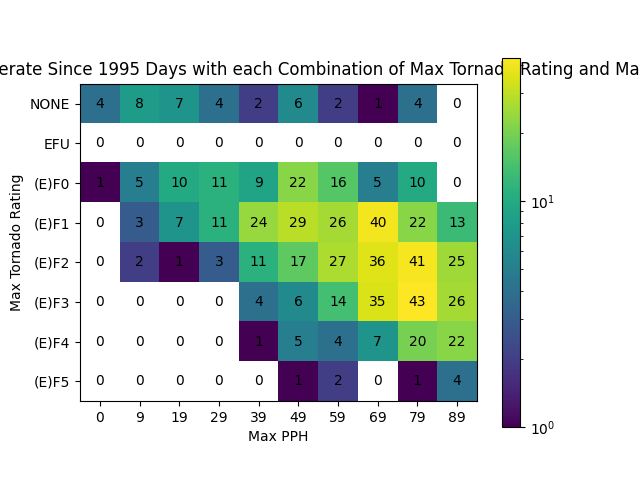 erate Since 1995 Days with each Combination of Max Tornado Rating and Ma
NONE 4 8 7 4 2 6 2 1 4 0
EFU 0 0 0 0 0 0 0 0 0 0
(E)F0 1 5 10 11 9 22 16 5 10 0
(E)F1 0 3 7 11 24 29 26 40 22 13
(E)F2 0 2 1 3 11 17 27 36 41 25
(E)F3 0 0 0 0 4 6 14 35 43 26
(E)F4 0 0 0 0 1 5 4 7 20 22
(E)F5 0 0 0 0 0 1 2 0 1 4
0 9 19 29 39 49 59 69 79 89
Max PPH
Max Tornado Rating
10¹
10⁰